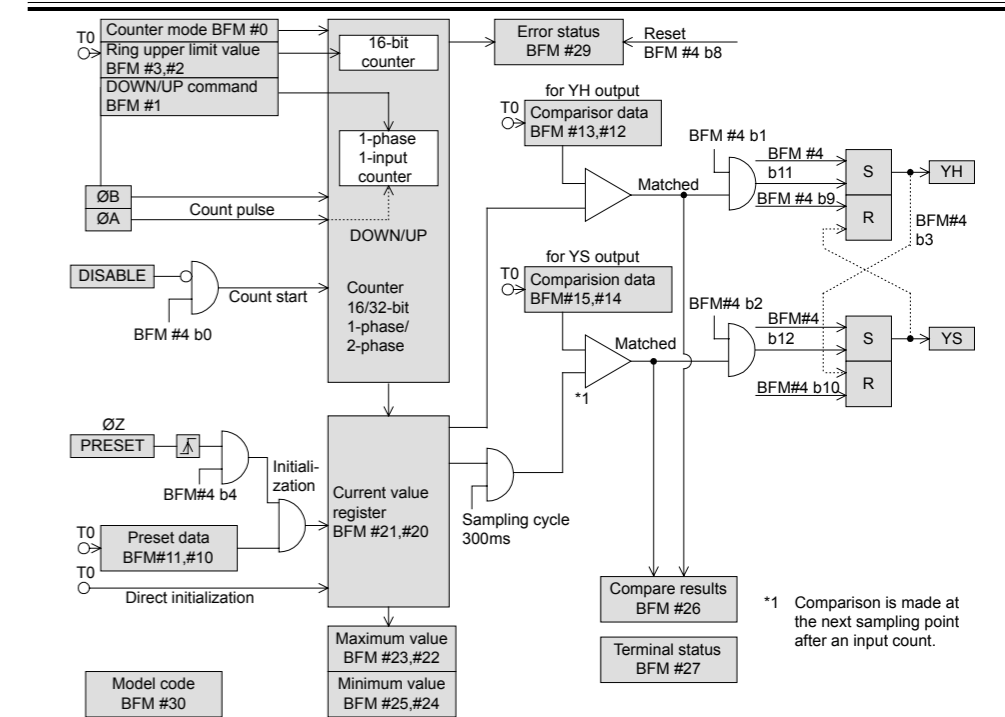 T0
Counter mode BFM #0
Ring upper limit value
BFM #3,#2
DOWN/UP command
BFM #1
16-bit
counter
1-phase
1-input
counter
ØB
ØA
Count pulse
DOWN/UP
DISABLE
Count start
BFM #4 b0
Counter
16/32-bit
1-phase/
2-phase
Error status
BFM #29
Reset
BFM #4 b8
for YH output
T0
Comparisor data
BFM #13,#12
Matched
BFM #4 b1
BFM #4
b11
BFM #4 b9
S
R
YH
BFM#4
b3
for YS output
T0
Comparision data
BFM#15,#14
Matched
*1
BFM#4 b2
BFM#4
b12
BFM#4 b10
S
R
YS
ØZ
PRESET
BFM#4 b4
Initiali-
zation
T0
Preset data
BFM#11,#10
T0
Direct initialization
Current value
register
BFM #21,#20
Sampling cycle
300ms
Maximum value
BFM #23,#22
Minimum value
BFM #25,#24
Model code
BFM #30
Compare results
BFM #26
Terminal status
BFM #27
*1 Comparison is made at
the next sampling point
after an input count.